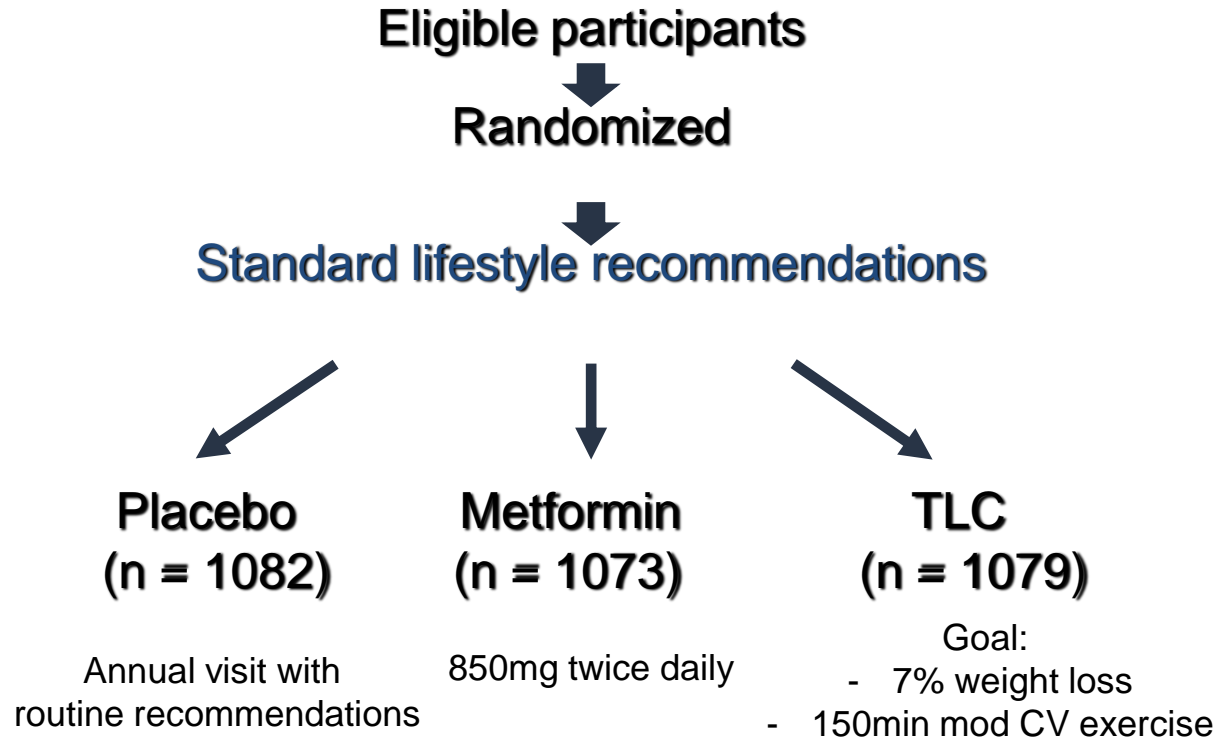 Eligible participants
Randomized
Standard lifestyle recommendations
Placebo
(n = 1082)
Annual visit with
routine recommendations
Metformin
(n = 1073)
850mg twice daily
TLC
(n = 1079)
Goal:
- 7% weight loss
- 150min mod CV exercise